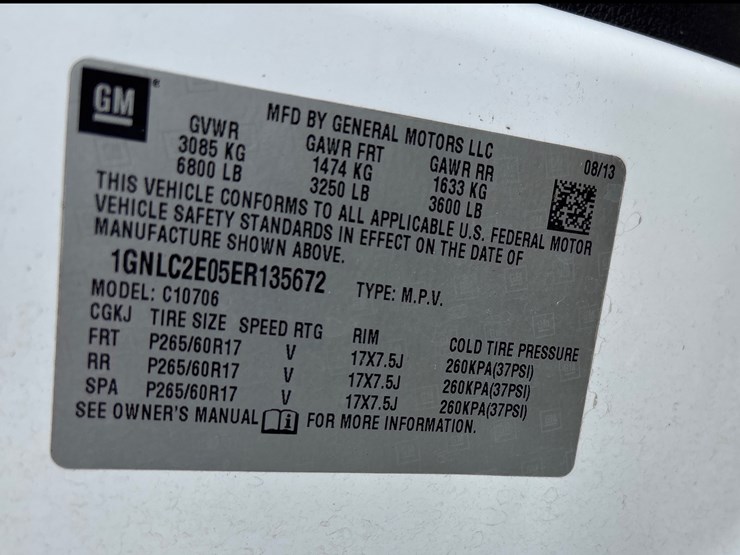 GM
MFD BY GENERAL MOTORS LLC 08/13
GVWR GAWR FRT GAWR RR
3085 KG 1474 KG 1633 KG
6800 LB 3250 LB 3600 LB
THIS VEHICLE CONFORMS TO ALL APPLICABLE U.S. FEDERAL MOTOR
VEHICLE SAFETY STANDARDS IN EFFECT ON THE DATE OF
MANUFACTURE SHOWN ABOVE.
1GNLC2E05ER135672 TYPE: M.P.V.
MODEL: C10706
CGKJ TIRE SIZE SPEED RTG RIM COLD TIRE PRESSURE
FRT P265/60R17 V 17X7.5J 260KPA(37PSI)
RR P265/60R17 V 17X7.5J 260KPA(37PSI)
SPA P265/60R17 V 17X7.5J 260KPA(37PSI)
SEE OWNER'S MANUAL i FOR MORE INFORMATION.